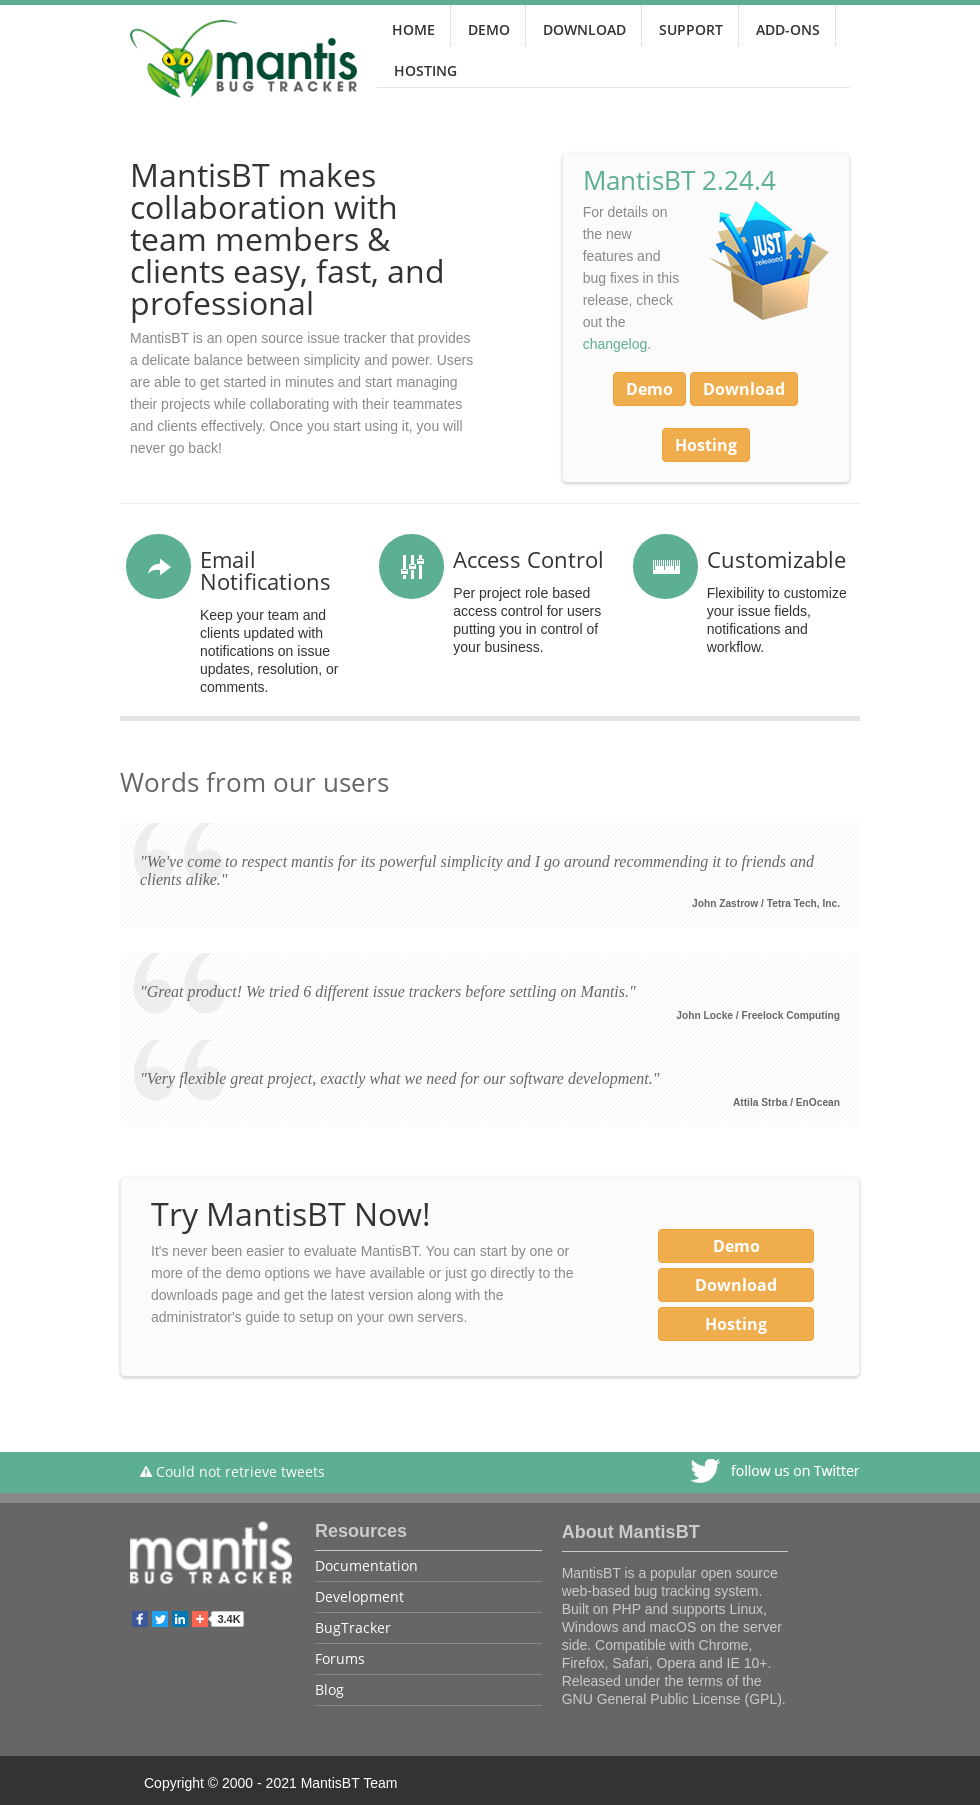 mantis
BUG TRACKER
HOME
DEMO
DOWNLOAD
SUPPORT
ADD-ONS
HOSTING
MantisBT makes
collaboration with
team members &
clients easy, fast, and
professional
MantisBT is an open source issue tracker that provides
a delicate balance between simplicity and power. Users
are able to get started in minutes and start managing
their projects while collaborating with their teammates
and clients effectively. Once you start using it, you will
never go back!
MantisBT 2.24.4
For details on
the new
features and
bug fixes in this
release, check
out the
changelog.
JUST
released
Demo
Download
Hosting
Email
Notifications
Keep your team and
clients updated with
notifications on issue
updates, resolution, or
comments.
Access Control
Per project role based
access control for users
putting you in control of
your business.
Customizable
Flexibility to customize
your issue fields,
notifications and
workflow.
Words from our users
"We've come to respect mantis for its powerful simplicity and I go around recommending it to friends and
clients alike."
John Zastrow / Tetra Tech, Inc.
"Great product! We tried 6 different issue trackers before settling on Mantis."
John Locke / Freelock Computing
"Very flexible great project, exactly what we need for our software development."
Attila Strba / EnOcean
Try MantisBT Now!
It's never been easier to evaluate MantisBT. You can start by one or
more of the demo options we have available or just go directly to the
downloads page and get the latest version along with the
administrator's guide to setup on your own servers.
Demo
Download
Hosting
Could not retrieve tweets
follow us on Twitter
mantis
BUG TRACKER
3.4K
Resources
Documentation
Development
BugTracker
Forums
Blog
About MantisBT
MantisBT is a popular open source
web-based bug tracking system.
Built on PHP and supports Linux,
Windows and macOS on the server
side. Compatible with Chrome,
Firefox, Safari, Opera and IE 10+.
Released under the terms of the
GNU General Public License (GPL).
Copyright © 2000 - 2021 MantisBT Team